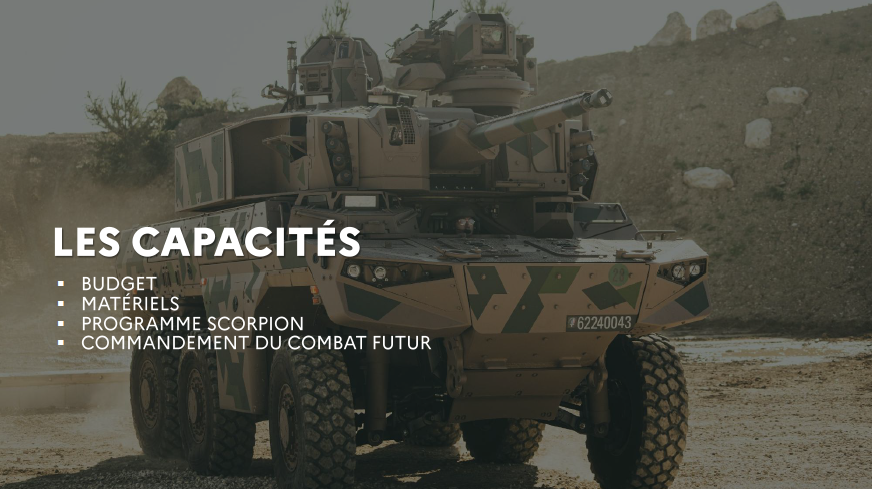 LES CAPACITÉS
▪ BUDGET
▪ MATÉRIELS
▪ PROGRAMME SCORPION
▪ COMMANDEMENT DU COMBAT FUTUR
62240043